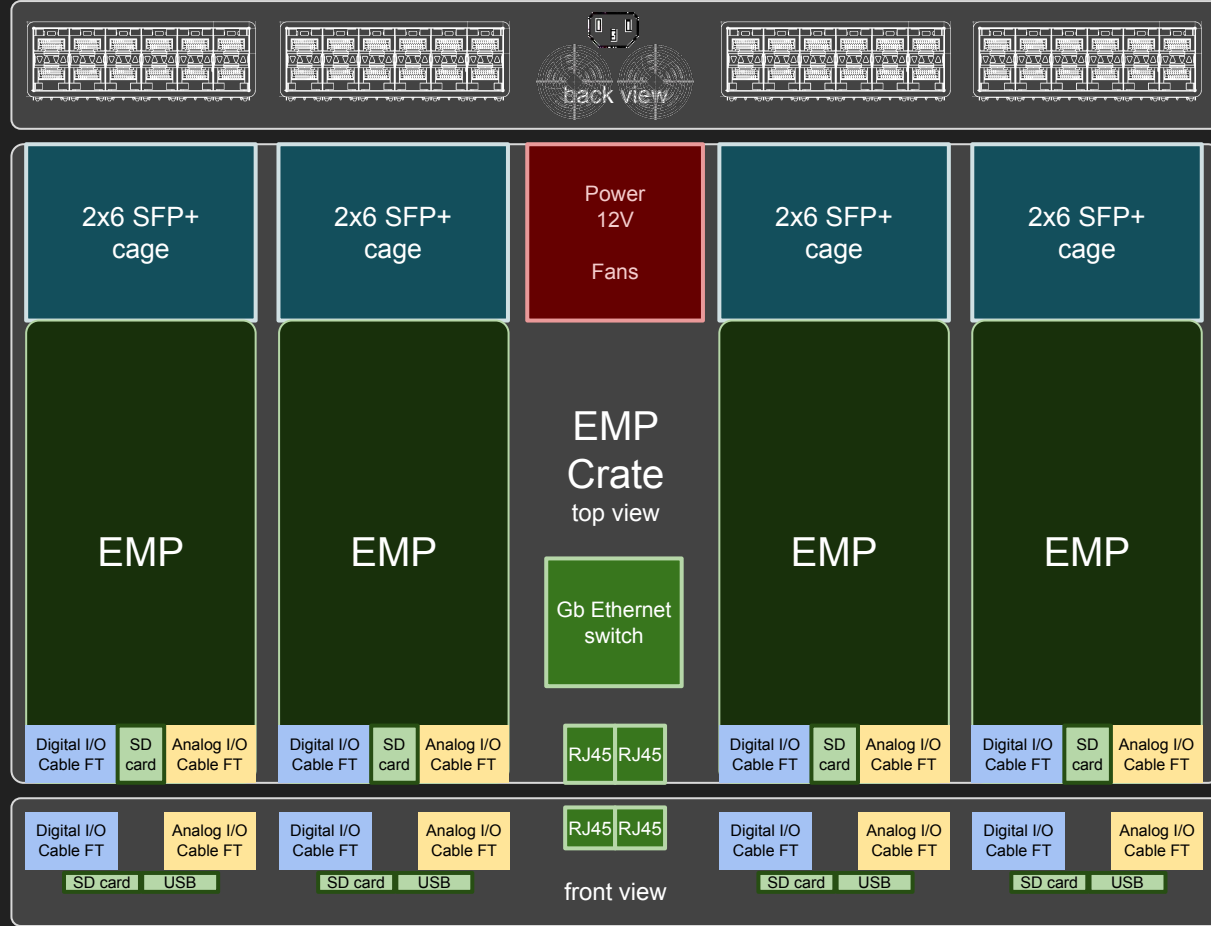 back view
2x6 SFP+
cage
2x6 SFP+
cage
Power
12V
Fans
2x6 SFP+
cage
2x6 SFP+
cage
EMP
Crate
top view
EMP
EMP
EMP
EMP
Gb Ethernet
switch
Digital I/O
Cable FT
SD
card
Analog I/O
Cable FT
Digital I/O
Cable FT
SD
card
Analog I/O
Cable FT
RJ45
RJ45
Digital I/O
Cable FT
SD
card
Analog I/O
Cable FT
Digital I/O
Cable FT
SD
card
Analog I/O
Cable FT
Digital I/O
Cable FT
Analog I/O
Cable FT
Digital I/O
Cable FT
Analog I/O
Cable FT
RJ45
RJ45
Digital I/O
Cable FT
Analog I/O
Cable FT
Digital I/O
Cable FT
Analog I/O
Cable FT
SD card
USB
SD card
USB
SD card
USB
SD card
USB
front view